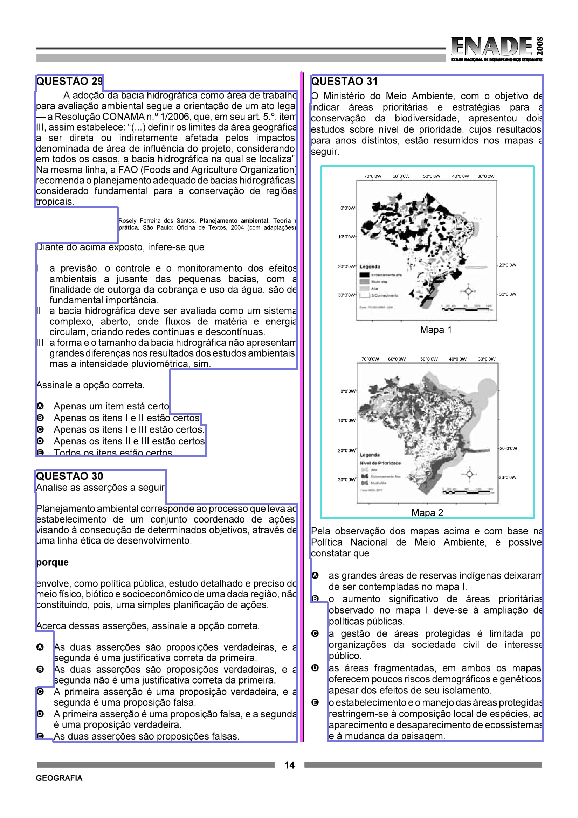 ENADE 2008
EXAME NACIONAL DE DESEMPENHO DOS ESTUDANTES
QUESTÃO 29
A adoção da bacia hidrográfica como área de trabalho
para avaliação ambiental segue a orientação de um ato legal
— a Resolução CONAMA n.º 1/2006, que, em seu art. 5.º, item
III, assim estabelece: "(...) definir os limites da área geográfica
a ser direta ou indiretamente afetada pelos impactos,
denominada de área de influência do projeto, considerando,
em todos os casos, a bacia hidrográfica na qual se localiza".
Na mesma linha, a FAO (Foods and Agriculture Organization)
recomenda o planejamento adequado de bacias hidrográficas,
considerado fundamental para a conservação de regiões
tropicais.
Rosely Ferreira dos Santos. Planejamento ambiental. Teoria e
prática. São Paulo: Oficina de Textos, 2004 (com adaptações).
Diante do acima exposto, infere-se que
I a previsão, o controle e o monitoramento dos efeitos
ambientais a jusante das pequenas bacias, com a
finalidade de outorga da cobrança e uso da água, são de
fundamental importância.
II a bacia hidrográfica deve ser avaliada como um sistema
complexo, aberto, onde fluxos de matéria e energia
circulam, criando redes contínuas e descontínuas.
III a forma e o tamanho da bacia hidrográfica não apresentam
grandes diferenças nos resultados dos estudos ambientais,
mas a intensidade pluviométrica, sim.
Assinale a opção correta.
A Apenas um item está certo.
B Apenas os itens I e II estão certos.
C Apenas os itens I e III estão certos.
D Apenas os itens II e III estão certos.
E Todos os itens estão certos.
QUESTÃO 30
Analise as asserções a seguir.
Planejamento ambiental corresponde ao processo que leva ao
estabelecimento de um conjunto coordenado de ações,
visando à consecução de determinados objetivos, através de
uma linha ética de desenvolvimento
porque
envolve, como política pública, estudo detalhado e preciso do
meio físico, biótico e socioeconômico de uma dada região, não
constituindo, pois, uma simples planificação de ações.
Acerca dessas asserções, assinale a opção correta.
A As duas asserções são proposições verdadeiras, e a
segunda é uma justificativa correta da primeira.
B As duas asserções são proposições verdadeiras, e a
segunda não é uma justificativa correta da primeira.
C A primeira asserção é uma proposição verdadeira, e a
segunda é uma proposição falsa.
D A primeira asserção é uma proposição falsa, e a segunda
é uma proposição verdadeira.
E As duas asserções são proposições falsas.
QUESTÃO 31
O Ministério do Meio Ambiente, com o objetivo de
indicar áreas prioritárias e estratégias para a
conservação da biodiversidade, apresentou dois
estudos sobre nível de prioridade, cujos resultados,
para anos distintos, estão resumidos nos mapas a
seguir.
Legenda
Mapa 1
Legenda
Nível de Prioridade
Mapa 2
Pela observação dos mapas acima e com base na
Política Nacional de Meio Ambiente, é possível
constatar que
A as grandes áreas de reservas indígenas deixaram
de ser contempladas no mapa I.
B o aumento significativo de áreas prioritárias
observado no mapa I deve-se à ampliação de
políticas públicas.
C a gestão de áreas protegidas é limitada por
organizações da sociedade civil de interesse
público.
D as áreas fragmentadas, em ambos os mapas,
oferecem poucos riscos demográficos e genéticos,
apesar dos efeitos de seu isolamento.
E o estabelecimento e o manejo das áreas protegidas
restringem-se à composição local de espécies, ao
aparecimento e desaparecimento de ecossistemas
e à mudança da paisagem.
14
GEOGRAFIA